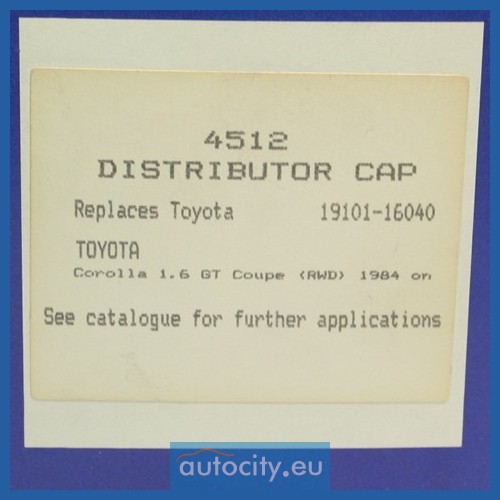 4512
DISTRIBUTOR CAP
Replaces Toyota 19101-16040
TOYOTA
Corolla 1.6 GT Coupe (RWD) 1984 on
See catalogue for further applications
autocity.eu